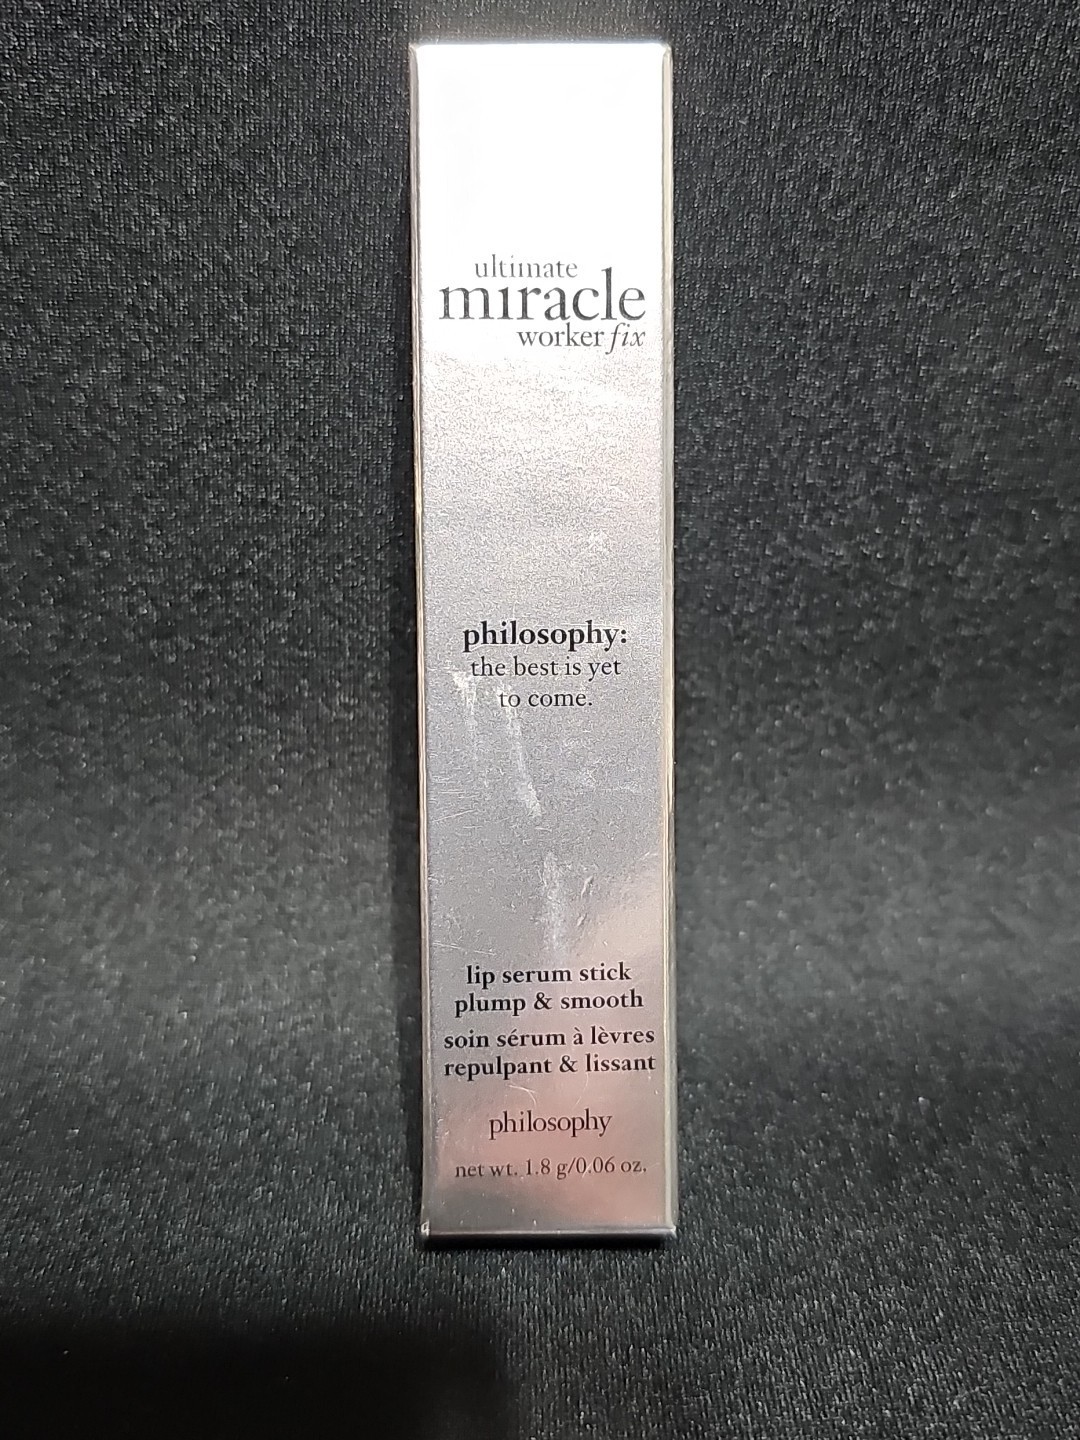 ultimate
miracle
worker fix
philosophy:
the best is yet
to come.
lip serum stick
plump & smooth
soin sérum à lèvres
repulpant & lissant
philosophy
net wt. 1.8 g/0.06 oz.